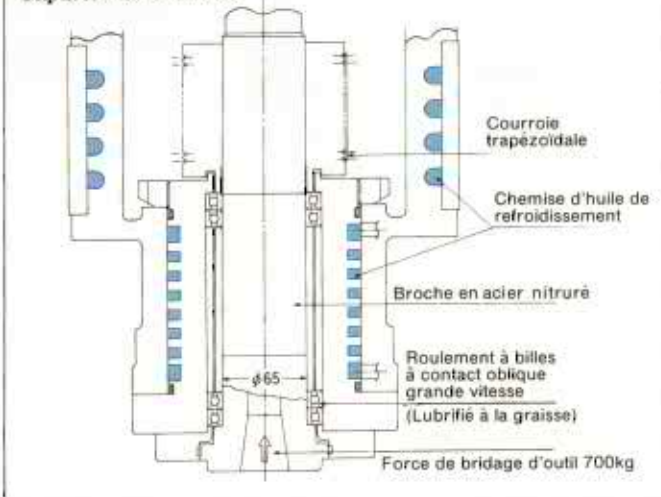 Courroie
trapézoïdale
Chemise d'huile de
refroidissement
Broche en acier nitruré
ϕ65
Roulement à billes
à contact oblique
grande vitesse
(Lubrifié à la graisse)
Force de bridage d'outil 700kg